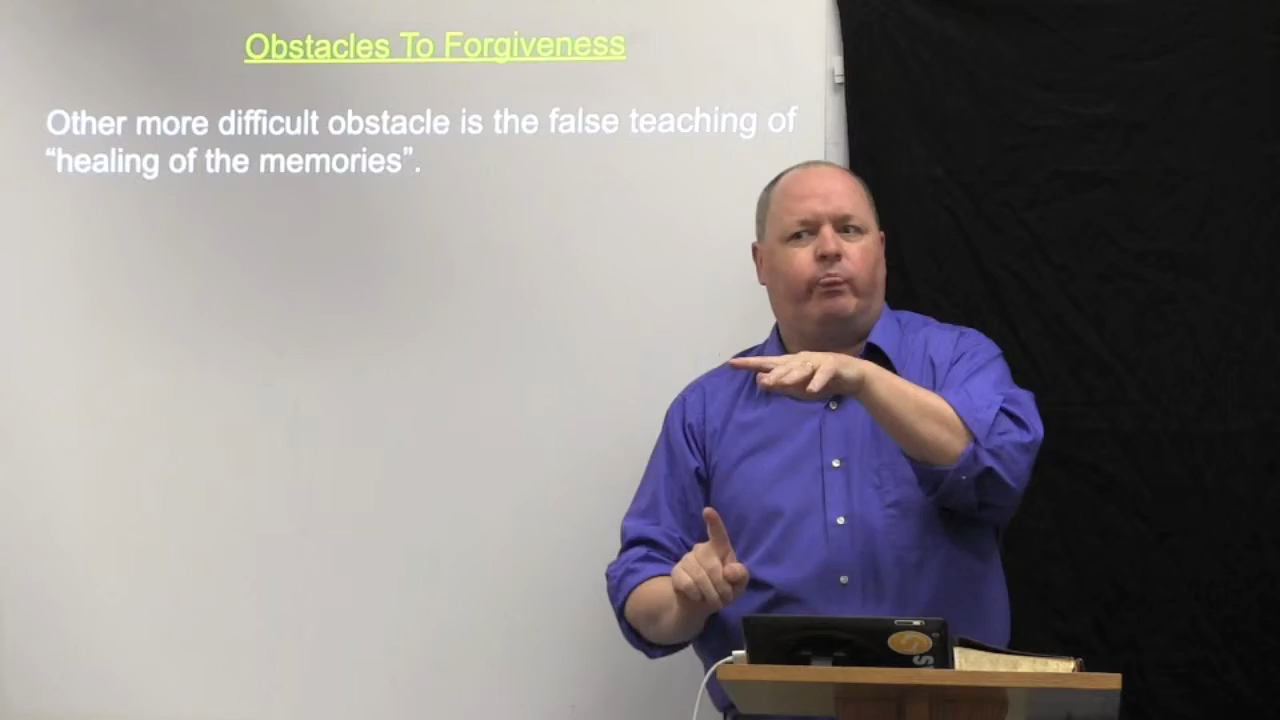 Obstacles To Forgiveness
Other more difficult obstacle is the false teaching of
“healing of the memories”.